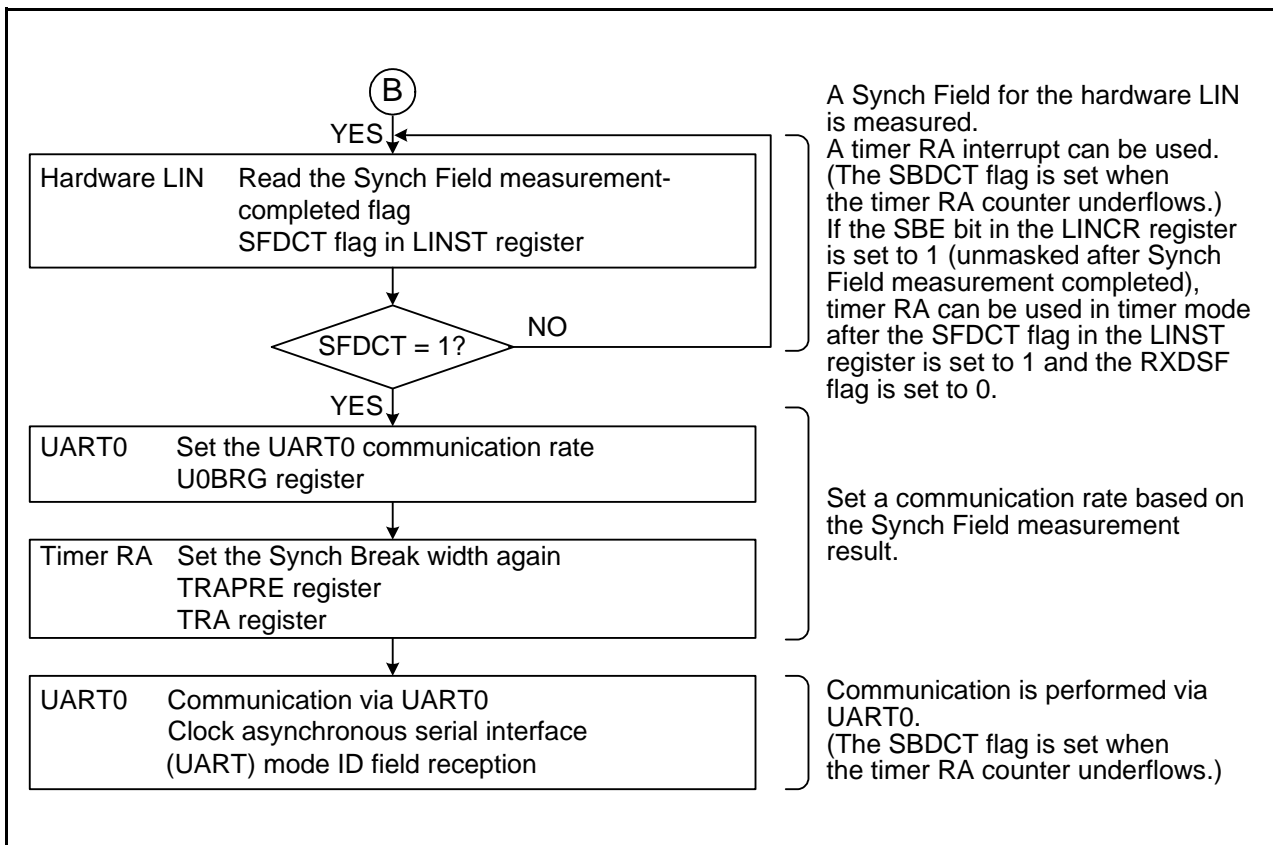 B
YES
Hardware LIN Read the Synch Field measurement-
completed flag
SFDCT flag in LINST register
SFDCT = 1?
NO
YES
A Synch Field for the hardware LIN
is measured.
A timer RA interrupt can be used.
(The SBDCT flag is set when
the timer RA counter underflows.)
If the SBE bit in the LINCR register
is set to 1 (unmasked after Synch
Field measurement completed),
timer RA can be used in timer mode
after the SFDCT flag in the LINST
register is set to 1 and the RXDSF
flag is set to 0.
UART0 Set the UART0 communication rate
U0BRG register
Timer RA Set the Synch Break width again
TRAPRE register
TRA register
Set a communication rate based on
the Synch Field measurement
result.
UART0 Communication via UART0
Clock asynchronous serial interface
(UART) mode ID field reception
Communication is performed via
UART0.
(The SBDCT flag is set when
the timer RA counter underflows.)